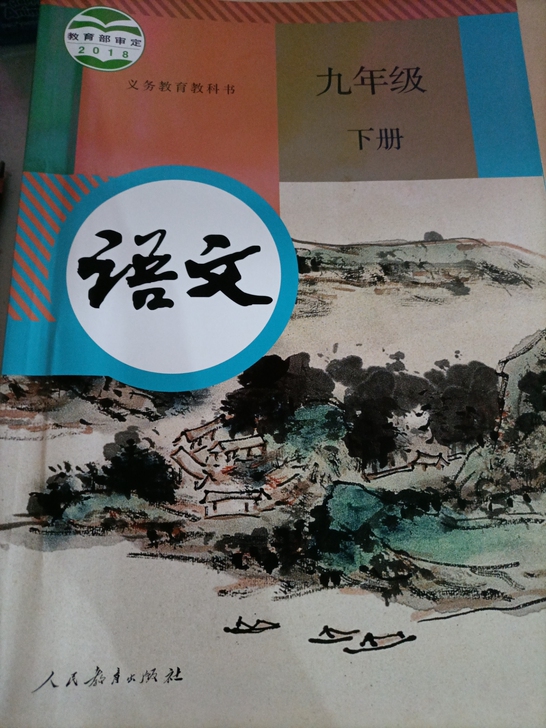 教育部审定
2018
义务教育教科书
九年级
下册
语文
人民教育出版社